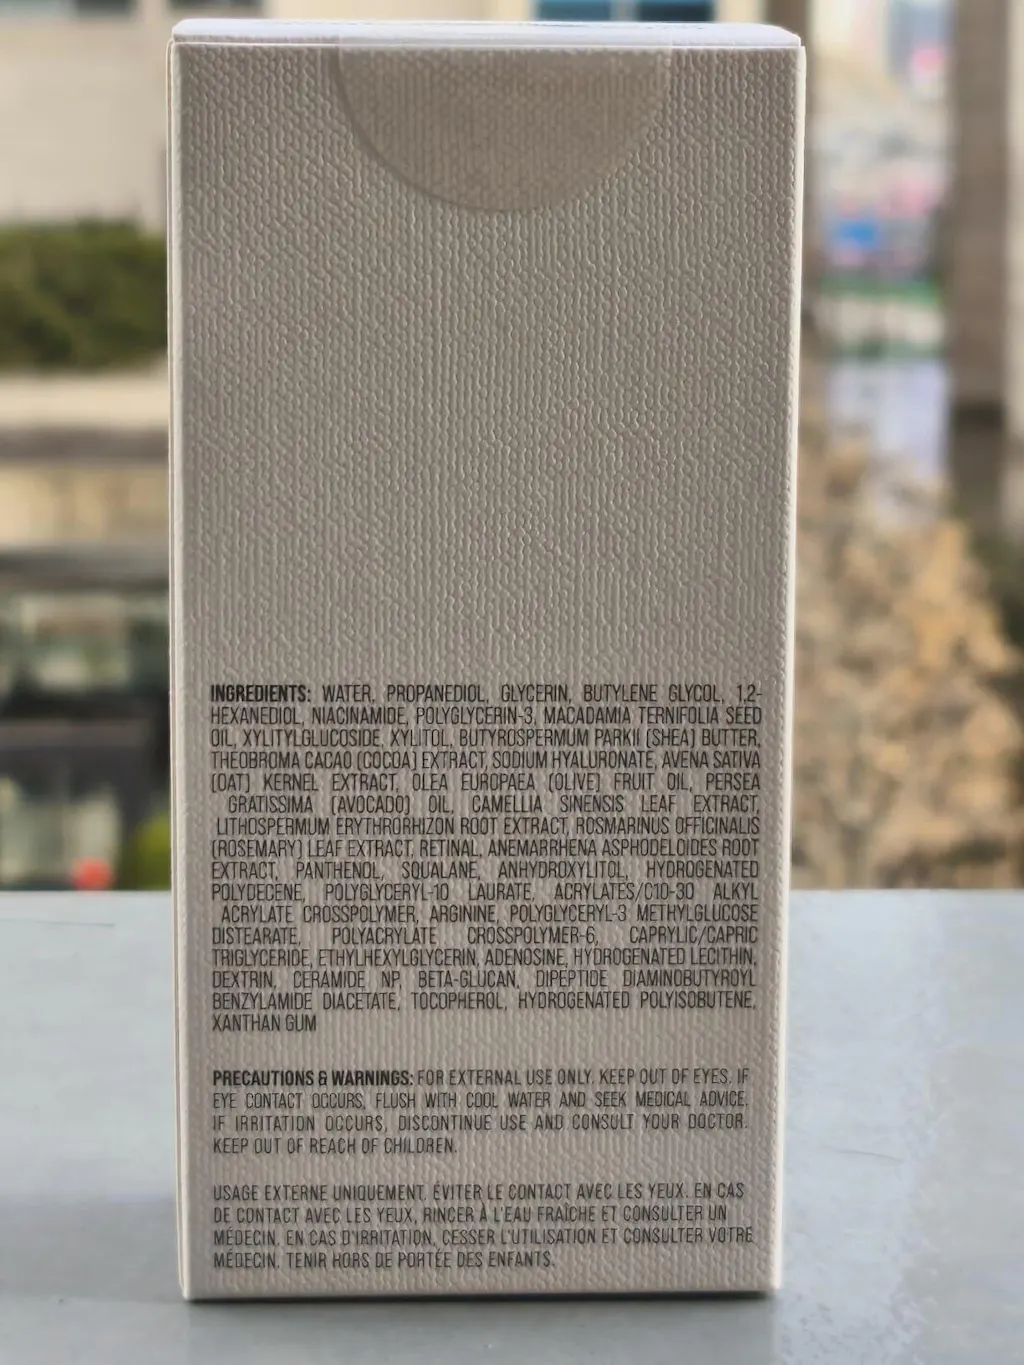 INGREDIENTS: WATER, PROPANEDIOL, GLYCERIN, BUTYLENE GLYCOL, 1,2-
HEXANEDIOL, NIACINAMIDE, POLYGLYCERIN-3, MACADAMIA TERNIFOLIA SEED
OIL, XYLITYLGLUCOSIDE, XYLITOL, BUTYROSPERMUM PARKII (SHEA) BUTTER,
THEOBROMA CACAO (COCOA) EXTRACT, SODIUM HYALURONATE, AVENA SATIVA
(OAT) KERNEL EXTRACT, OLEA EUROPAEA (OLIVE) FRUIT OIL, PERSEA
GRATISSIMA (AVOCADO) OIL, CAMELLIA SINENSIS LEAF EXTRACT,
LITHOSPERMUM ERYTHRORHIZON ROOT EXTRACT, ROSMARINUS OFFICINALIS
(ROSEMARY) LEAF EXTRACT, RETINAL, ANEMARRHENA ASPHODELOIDES ROOT
EXTRACT, PANTHENOL, SQUALANE, ANHYDROXYLITOL, HYDROGENATED
POLYDECENE, POLYGLYCERYL-10 LAURATE, ACRYLATES/C10-30 ALKYL
ACRYLATE CROSSPOLYMER, ARGININE, POLYGLYCERYL-3 METHYLGLUCOSE
DISTEARATE, POLYACRYLATE CROSSPOLYMER-6, CAPRYLIC/CAPRIC
TRIGLYCERIDE, ETHYLHEXYLGLYCERIN, ADENOSINE, HYDROGENATED LECITHIN,
DEXTRIN, CERAMIDE NP, BETA-GLUCAN, DIPEPTIDE DIAMINOBUTYROYL
BENZYLAMIDE DIACETATE, TOCOPHEROL, HYDROGENATED POLYISOBUTENE,
XANTHAN GUM
PRECAUTIONS & WARNINGS: FOR EXTERNAL USE ONLY. KEEP OUT OF EYES. IF
EYE CONTACT OCCURS, FLUSH WITH COOL WATER AND SEEK MEDICAL ADVICE.
IF IRRITATION OCCURS, DISCONTINUE USE AND CONSULT YOUR DOCTOR.
KEEP OUT OF REACH OF CHILDREN.
USAGE EXTERNE UNIQUEMENT. ÉVITER LE CONTACT AVEC LES YEUX. EN CAS
DE CONTACT AVEC LES YEUX, RINCER À L'EAU FRAÎCHE ET CONSULTER UN
MÉDECIN. EN CAS D'IRRITATION, CESSER L'UTILISATION ET CONSULTER VOTRE
MÉDECIN. TENIR HORS DE PORTÉE DES ENFANTS.